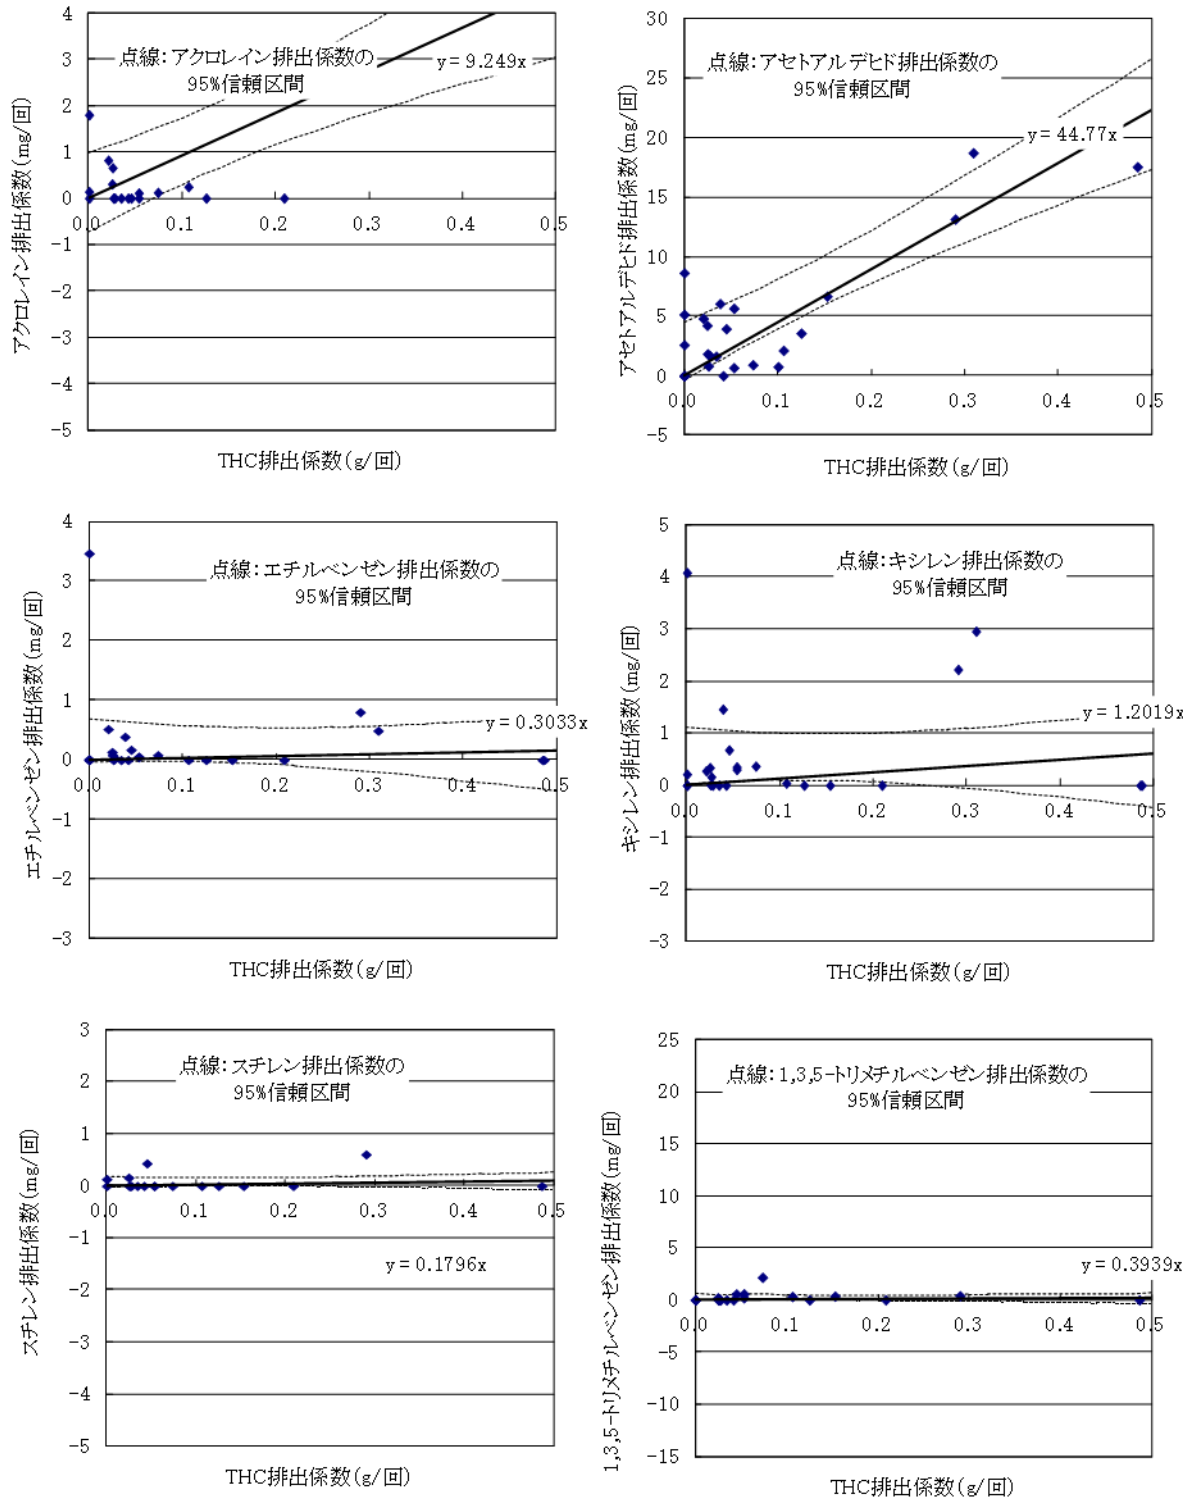 4
3
2
1
0
-1
-2
-3
-4
-5
0.0
0.1
0.2
0.3
0.4
0.5
点線:アクロレイン排出係数の
95%信頼区間
y = 9.249x
アクロレイン排出係数(mg/回)
THC排出係数(g/回)
30
25
20
15
10
5
0
-5
0.0
0.1
0.2
0.3
0.4
0.5
点線:アセトアルデヒド排出係数の
95%信頼区間
y = 44.77x
アセトアルデヒド排出係数(mg/回)
THC排出係数(g/回)
4
3
2
1
0
-1
-2
-3
0.0
0.1
0.2
0.3
0.4
0.5
点線:エチルベンゼン排出係数の
95%信頼区間
y = 0.3033x
エチルベンゼン排出係数(mg/回)
THC排出係数(g/回)
5
4
3
2
1
0
-1
-2
-3
0.0
0.1
0.2
0.3
0.4
0.5
点線:キシレン排出係数の
95%信頼区間
y = 1.2019x
キシレン排出係数(mg/回)
THC排出係数(g/回)
3
2
1
0
-1
-2
-3
-4
-5
0.0
0.1
0.2
0.3
0.4
0.5
点線:スチレン排出係数の
95%信頼区間
y = 0.1796x
スチレン排出係数(mg/回)
THC排出係数(g/回)
25
20
15
10
5
0
-5
-10
-15
0.0
0.1
0.2
0.3
0.4
0.5
点線:1,3,5-トリメチルベンゼン排出係数の
95%信頼区間
y = 0.3939x
1,3,5-トリメチルベンゼン排出係数(mg/回)
THC排出係数(g/回)